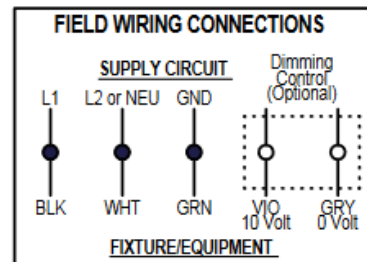 FIELD WIRING CONNECTIONS
SUPPLY CIRCUIT
Dimming
Control
(Optional)
L1 L2 or NEU GND
BLK WHT GRN VIO GRY
10 Volt 0 Volt
FIXTURE/EQUIPMENT